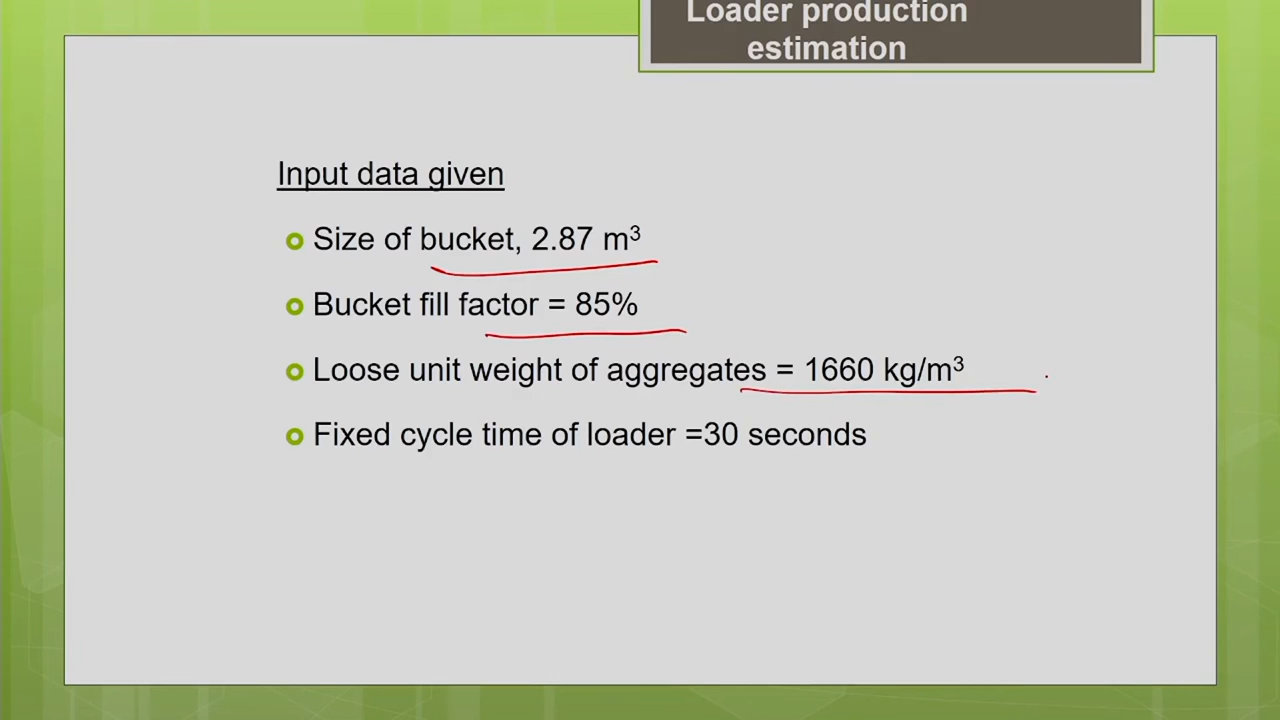 Loader production
estimation
Input data given
Size of bucket, 2.87 m³
Bucket fill factor = 85%
Loose unit weight of aggregates = 1660 kg/m³
Fixed cycle time of loader =30 seconds